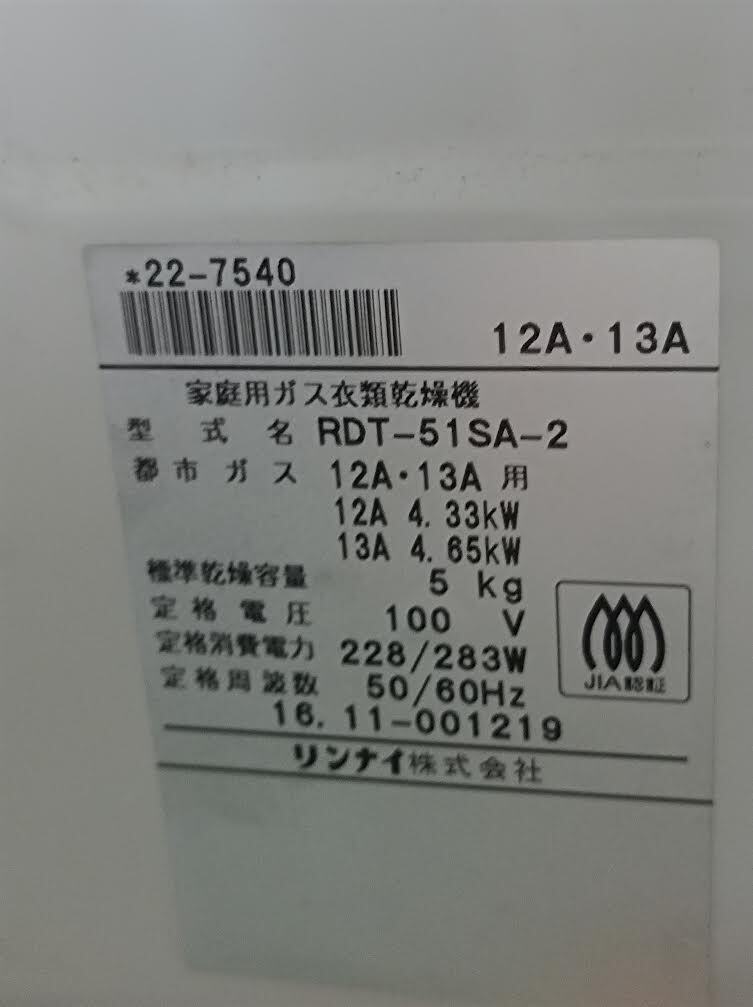 *22-7540
12A・13A
家庭用ガス衣類乾燥機
型式名 RDT-51SA-2
都市ガス 12A・13A 用
12A 4.33kW
13A 4.65kW
標準乾燥容量 5 kg
定格電圧 100 V
定格消費電力 228/283W
定格周波数 50/60Hz
JIA認証
16.11-001219
リンナイ株式会社